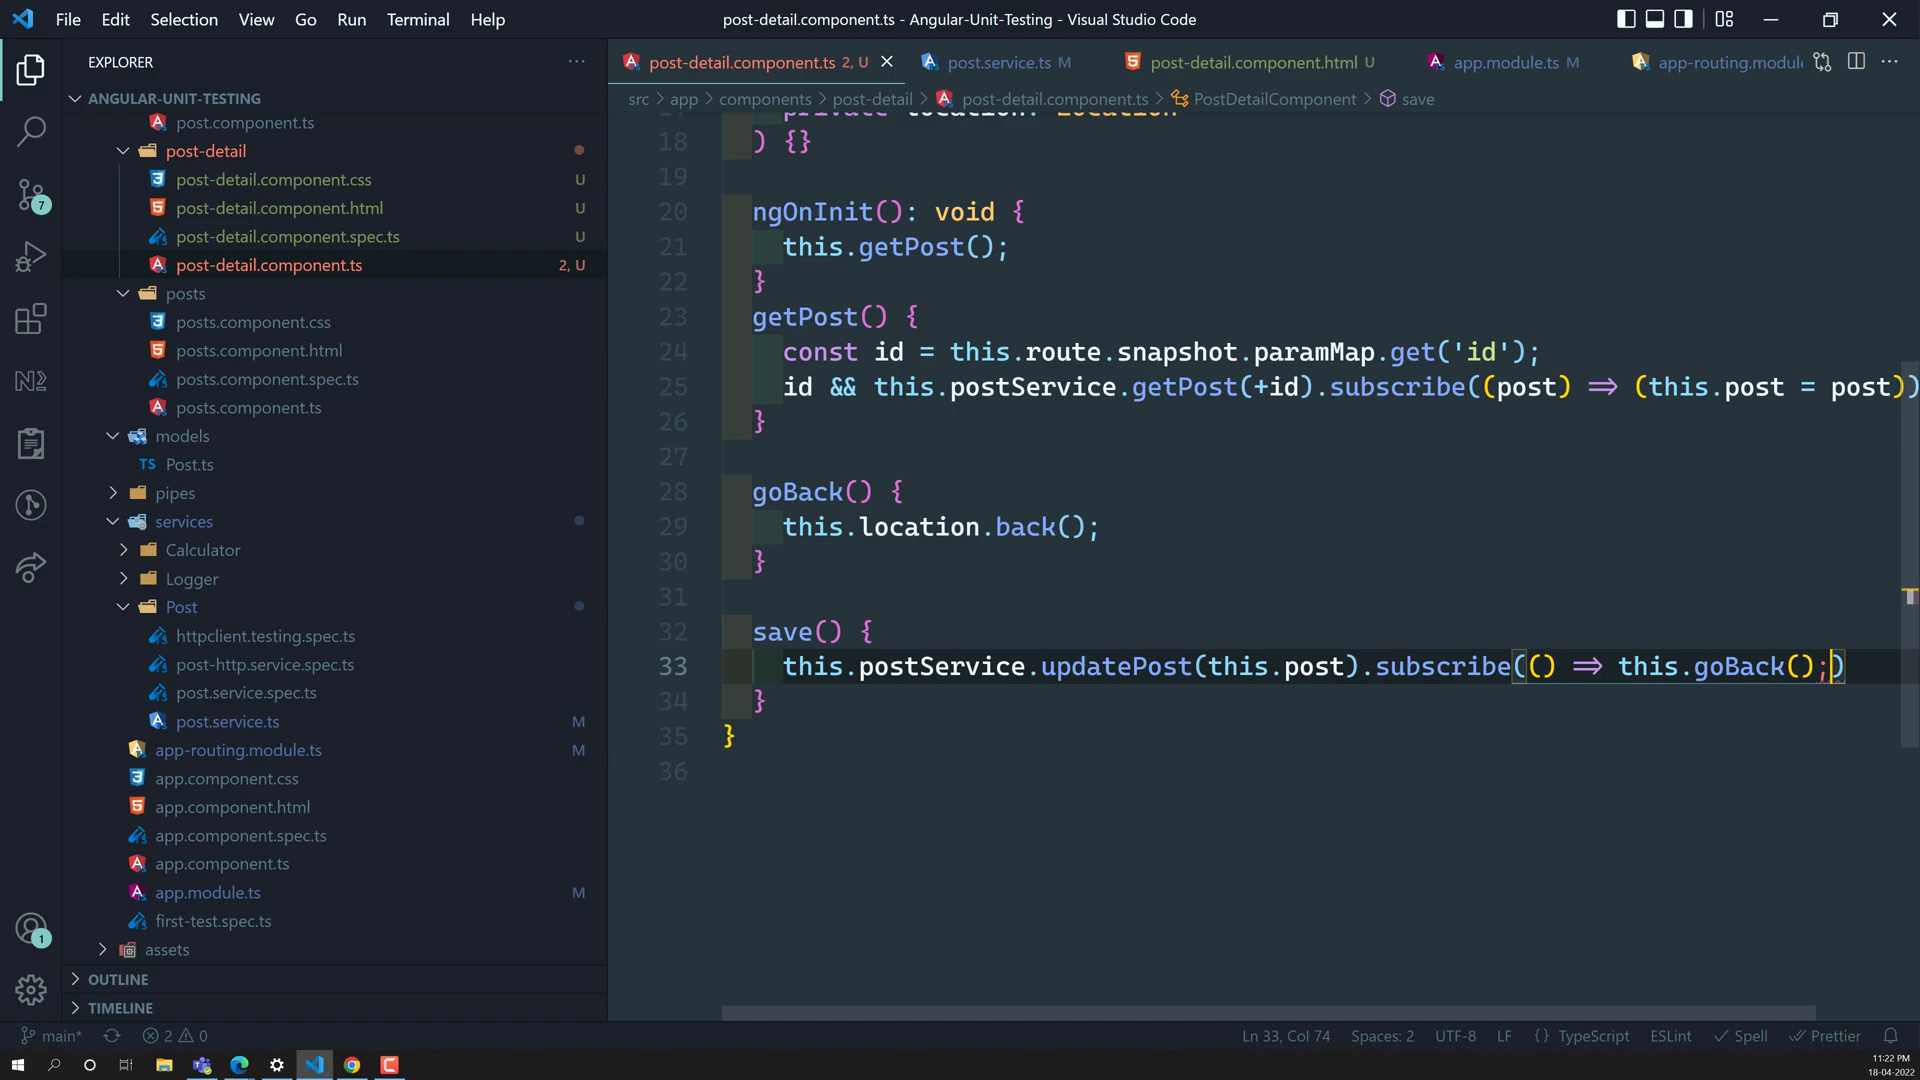 File Edit Selection View Go Run Terminal Help
post-detail.component.ts - Angular-Unit-Testing - Visual Studio Code
EXPLORER
ANGULAR-UNIT-TESTING
post.component.ts
post-detail
post-detail.component.css U
post-detail.component.html U
post-detail.component.spec.ts U
post-detail.component.ts 2, U
posts
posts.component.css
posts.component.html
posts.component.spec.ts
posts.component.ts
models
TS Post.ts
pipes
services
Calculator
Logger
Post
httpclient.testing.spec.ts
post-http.service.spec.ts
post.service.spec.ts
post.service.ts M
app-routing.module.ts M
app.component.css
app.component.html
app.component.spec.ts
app.component.ts
app.module.ts M
first-test.spec.ts
assets
OUTLINE
TIMELINE
7
1
post-detail.component.ts 2, U
post.service.ts M
post-detail.component.html U
app.module.ts M
app-routing.module
src > app > components > post-detail > post-detail.component.ts > PostDetailComponent > save
17 private location: Location
18 ) {}
19
20 ngOnInit(): void {
21 this.getPost();
22 }
23 getPost() {
24 const id = this.route.snapshot.paramMap.get('id');
25 id && this.postService.getPost(+id).subscribe((post) => (this.post = post))
26 }
27
28 goBack() {
29 this.location.back();
30 }
31
32 save() {
33 this.postService.updatePost(this.post).subscribe(() => this.goBack();)
34 }
35 }
36
main* 2 0
Ln 33, Col 74 Spaces: 2 UTF-8 LF {} TypeScript ESLint Spell Prettier
11:22 PM
18-04-2022